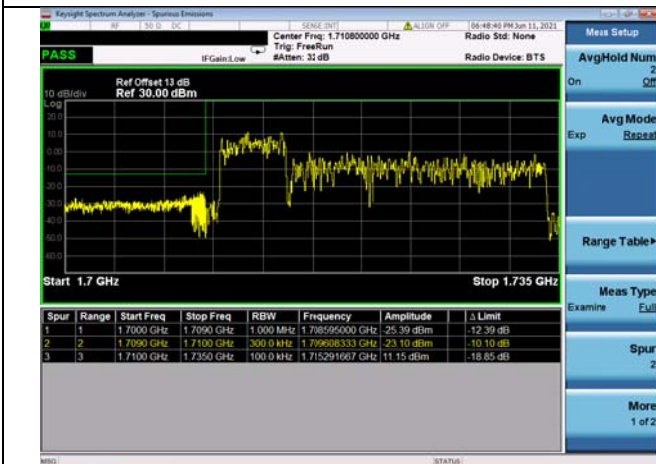 Keysight Spectrum Analyzer - Spurious Emissions
RF 50 Ω DC SENSE:INT ALIGN OFF 06:48:40 PM Jun 11, 2021
Center Freq: 1.710800000 GHz Radio Std: None
Trig: FreeRun
PASS IFGain:Low #Atten: 32 dB Radio Device: BTS
Ref Offset 13 dB
10 dB/div Ref 30.00 dBm
Log
20.0
10.0
0.00
-10.0
-20.0
-30.0
-40.0
-50.0
-60.0
Start 1.7 GHz Stop 1.735 GHz
Spur Range Start Freq Stop Freq RBW Frequency Amplitude Δ Limit
1 1 1.7000 GHz 1.7090 GHz 1.000 MHz 1.708595000 GHz -25.39 dBm -12.39 dB
2 2 1.7090 GHz 1.7100 GHz 300.0 kHz 1.709608333 GHz -23.10 dBm -10.10 dB
3 3 1.7100 GHz 1.7350 GHz 100.0 kHz 1.715291667 GHz 11.15 dBm -18.85 dB
MSG STATUS
Meas Setup
AvgHold Num
2
On Off
Avg Mode
Exp Repeat
Range Table
Meas Type
Examine Full
Spur
2
More
1 of 2